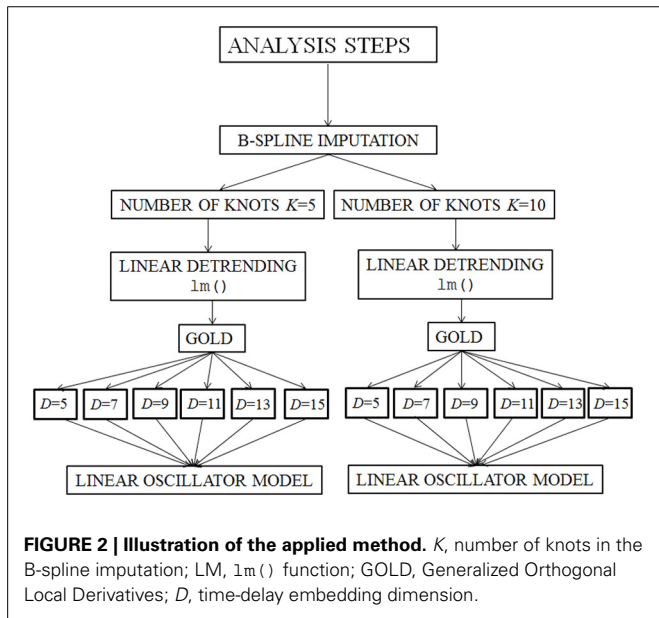 ANALYSIS STEPS
B-SPLINE IMPUTATION
NUMBER OF KNOTS K=5
NUMBER OF KNOTS K=10
LINEAR DETRENDING
lm()
LINEAR DETRENDING
lm()
GOLD
GOLD
D=5 D=7 D=9 D=11 D=13 D=15
D=5 D=7 D=9 D=11 D=13 D=15
LINEAR OSCILLATOR MODEL
LINEAR OSCILLATOR MODEL
FIGURE 2 | Illustration of the applied method. K, number of knots in the
B-spline imputation; LM, lm() function; GOLD, Generalized Orthogonal
Local Derivatives; D, time-delay embedding dimension.